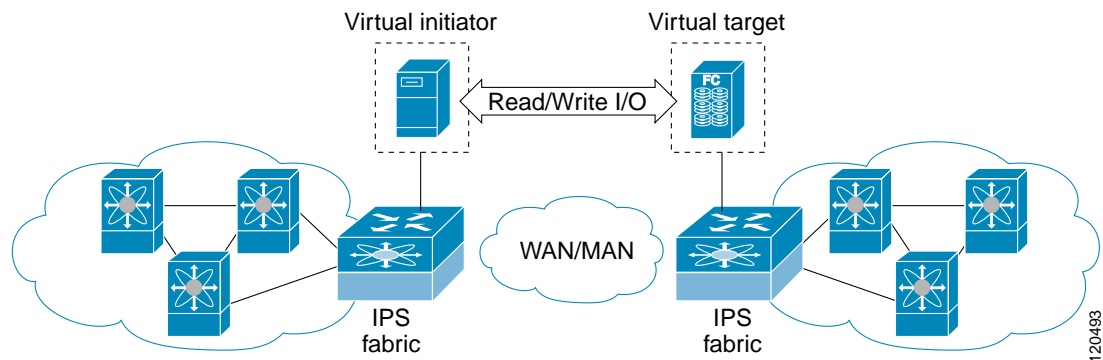 Virtual initiator
Virtual target
FC
Read/Write I/O
WAN/MAN
IPS
fabric
IPS
fabric
120493